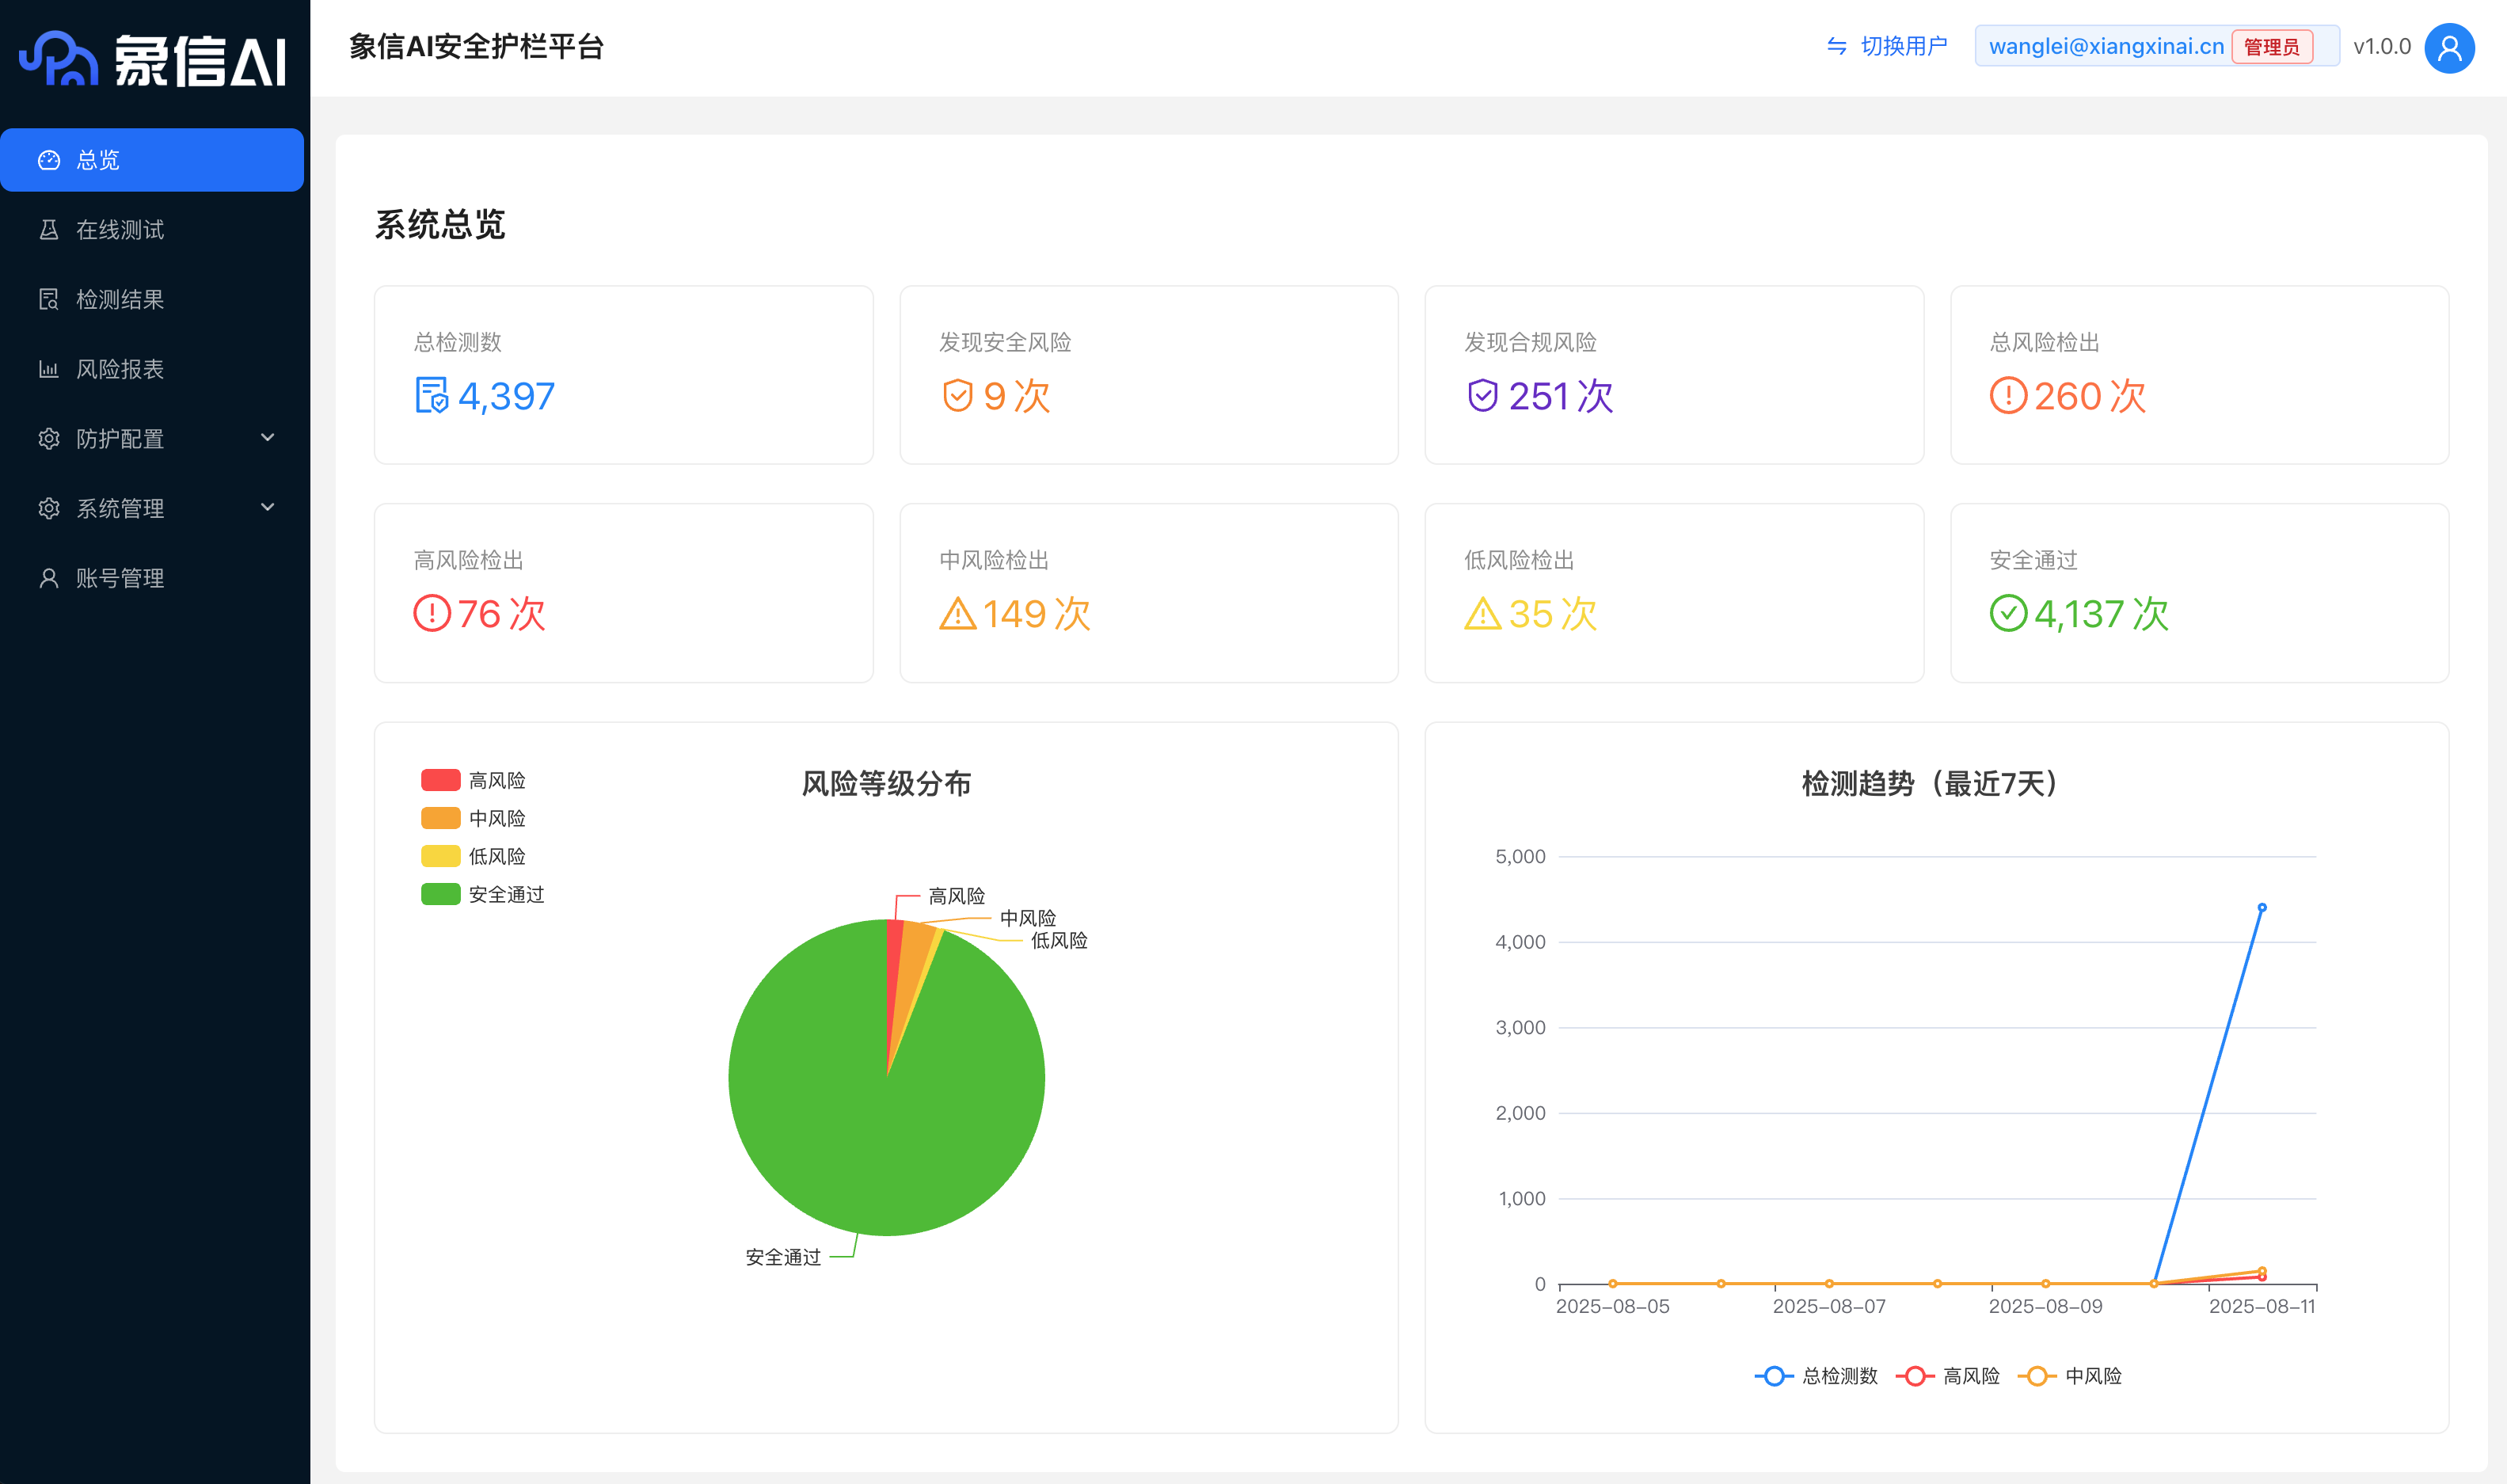 象信AI
象信AI安全护栏平台
切换用户
wanglei@xiangxinai.cn 管理员
v1.0.0
总览
在线测试
检测结果
风险报表
防护配置
系统管理
账号管理
系统总览
总检测数
4,397
发现安全风险
9 次
发现合规风险
251 次
总风险检出
260 次
高风险检出
76 次
中风险检出
149 次
低风险检出
35 次
安全通过
4,137 次
风险等级分布
高风险
中风险
低风险
安全通过
高风险
中风险
低风险
安全通过
检测趋势（最近7天）
5,000
4,000
3,000
2,000
1,000
0
2025-08-05 2025-08-07 2025-08-09 2025-08-11
总检测数 高风险 中风险